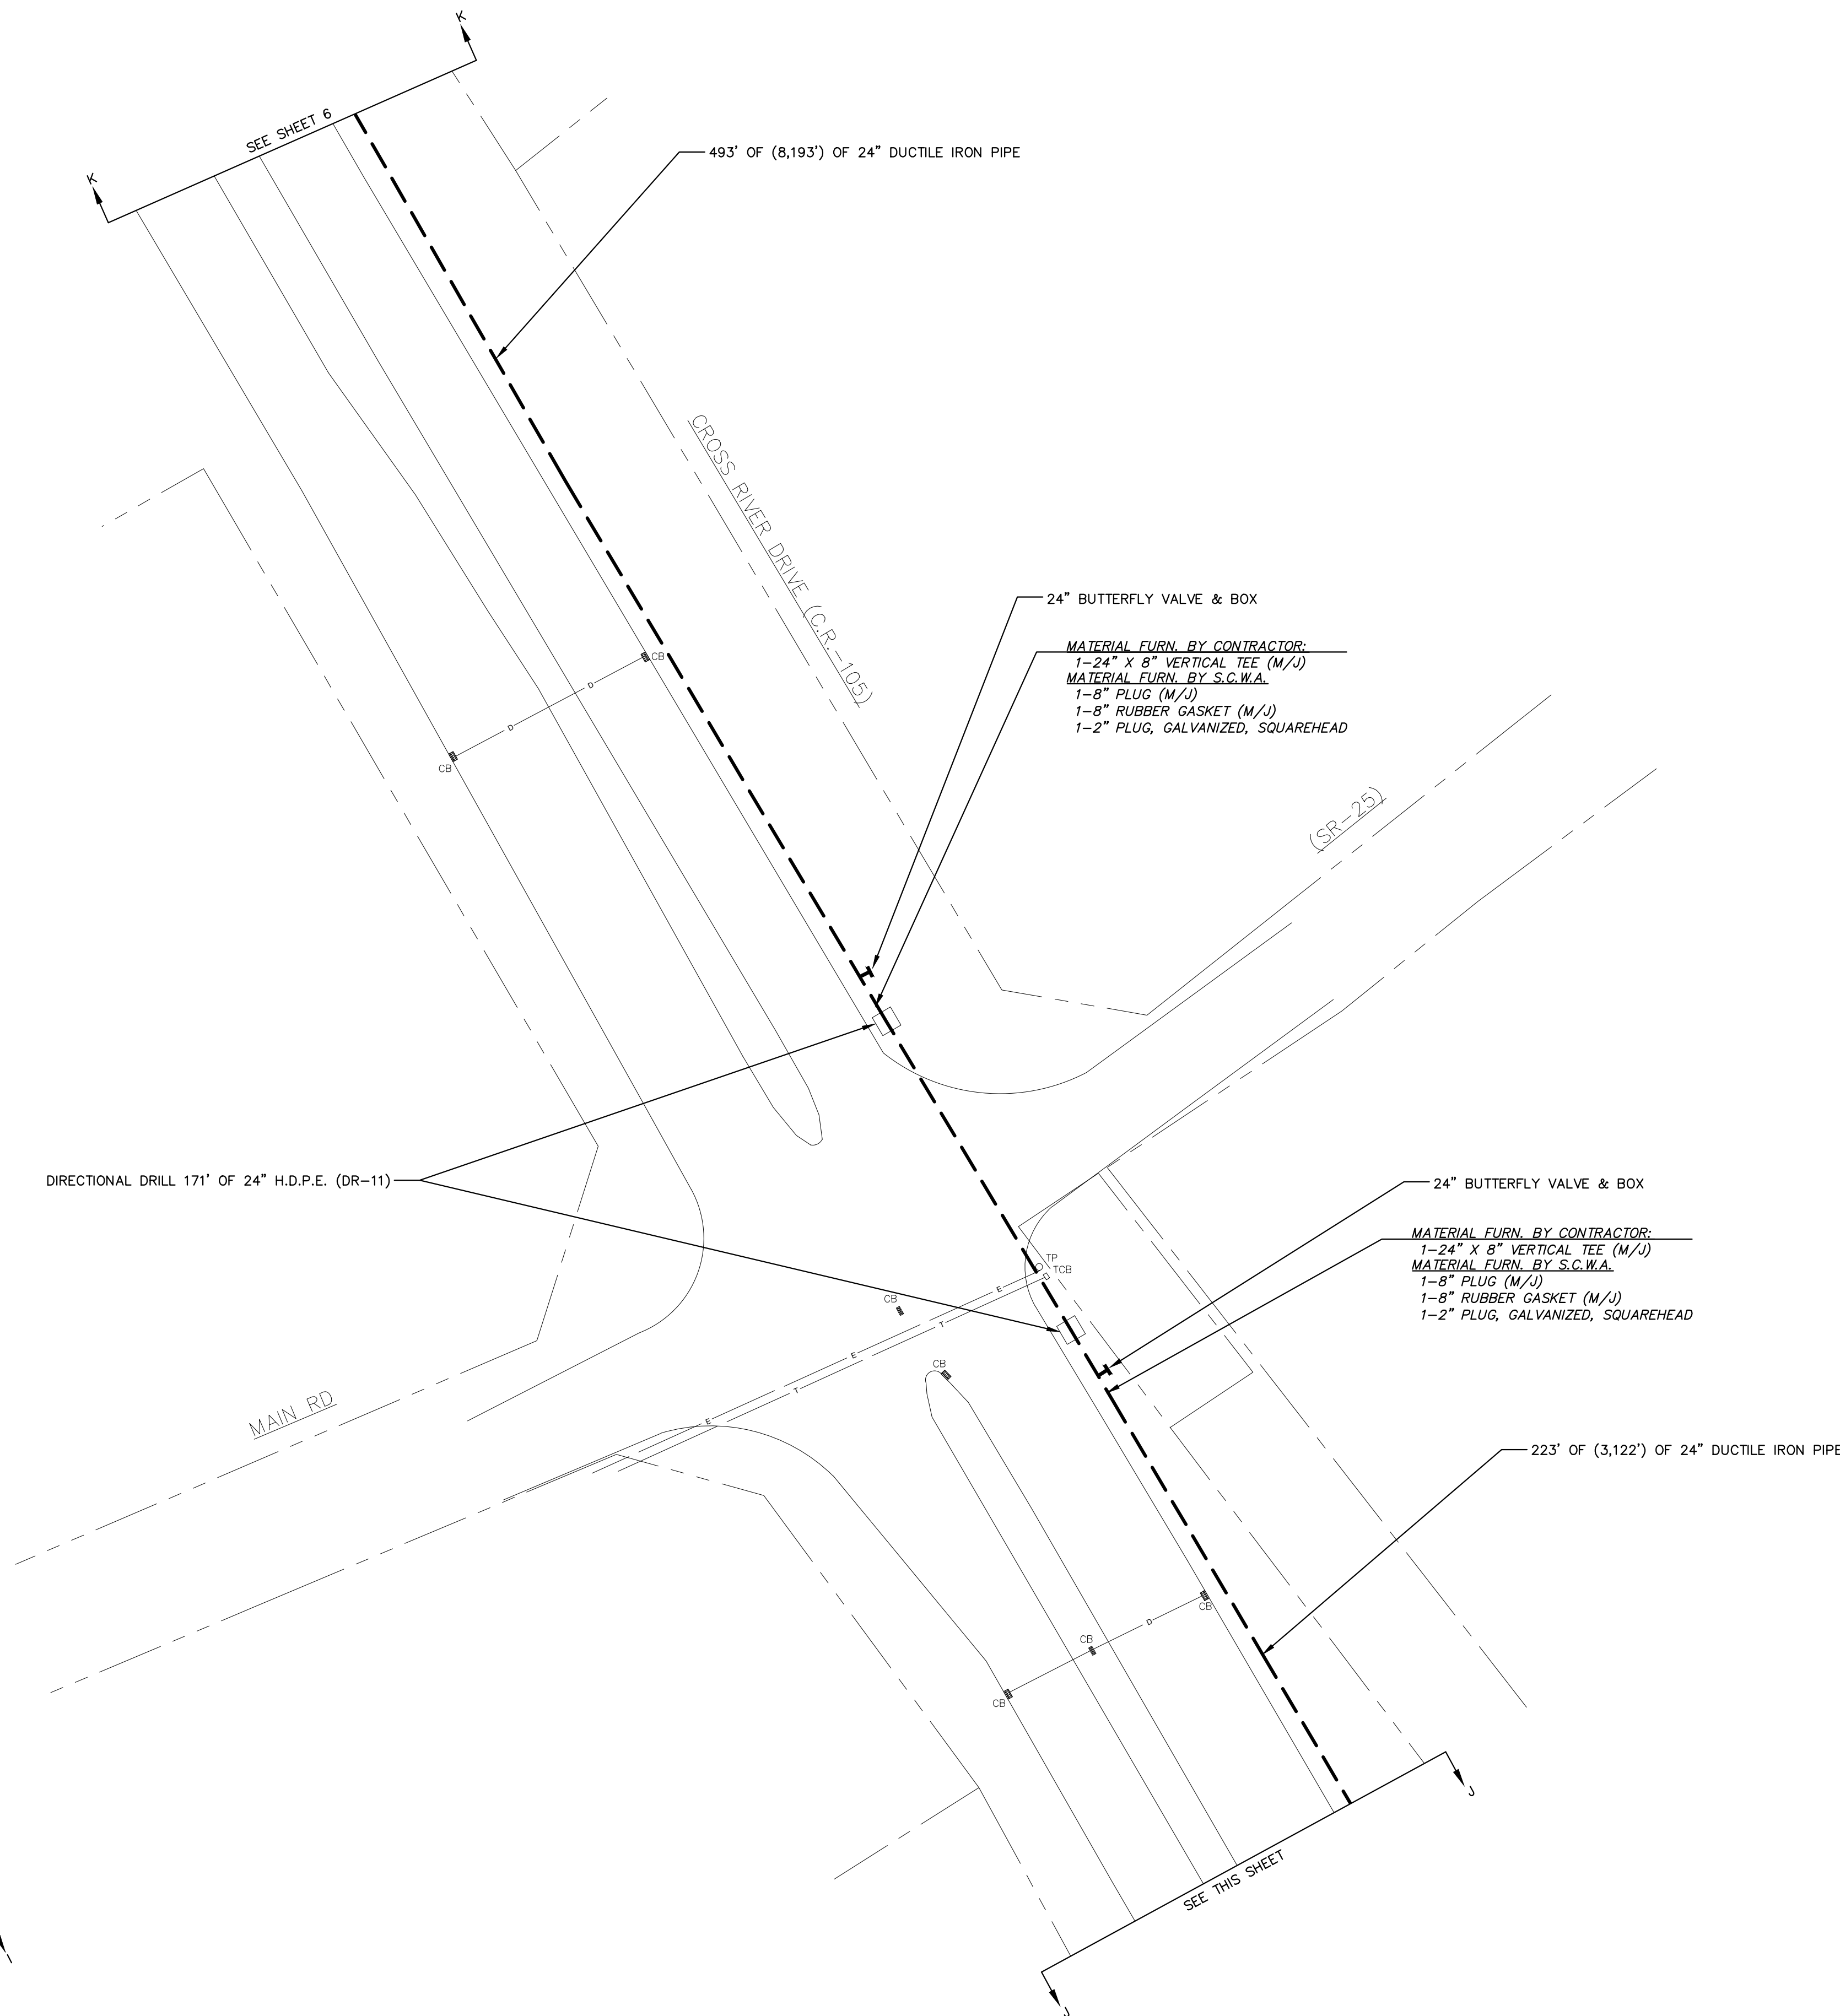 K
SEE SHEET 6
K
493' OF (8,193') OF 24" DUCTILE IRON PIPE
CROSS RIVER DRIVE (C.R.-105)
24" BUTTERFLY VALVE & BOX
MATERIAL FURN. BY CONTRACTOR:
1-24" X 8" VERTICAL TEE (M/J)
MATERIAL FURN. BY S.C.W.A.
1-8" PLUG (M/J)
1-8" RUBBER GASKET (M/J)
1-2" PLUG, GALVANIZED, SQUAREHEAD
CB
D
D
CB
(SR-25)
DIRECTIONAL DRILL 171' OF 24" H.D.P.E. (DR-11)
24" BUTTERFLY VALVE & BOX
MATERIAL FURN. BY CONTRACTOR:
1-24" X 8" VERTICAL TEE (M/J)
MATERIAL FURN. BY S.C.W.A.
1-8" PLUG (M/J)
1-8" RUBBER GASKET (M/J)
1-2" PLUG, GALVANIZED, SQUAREHEAD
TP
TCB
E
CB
T
E
CB
T
E
MAIN RD
223' OF (3,122') OF 24" DUCTILE IRON PIPE
CB
D
CB
CB
J
SEE THIS SHEET
J